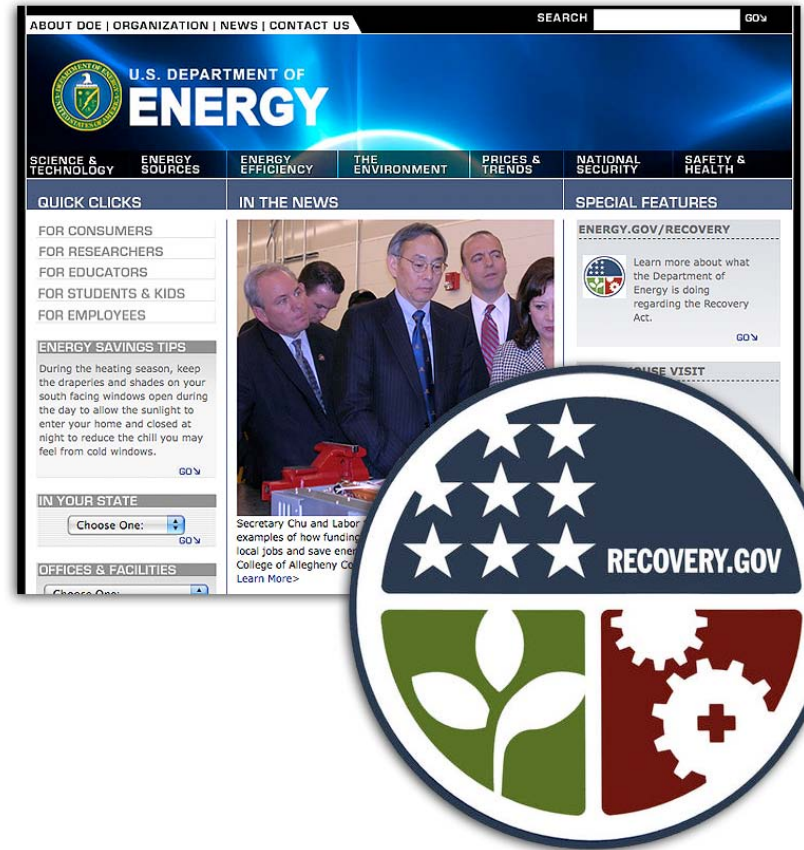 ABOUT DOE | ORGANIZATION | NEWS | CONTACT US
SEARCH
GO
U.S. DEPARTMENT OF
ENERGY
SCIENCE & TECHNOLOGY
ENERGY SOURCES
ENERGY EFFICIENCY
THE ENVIRONMENT
PRICES & TRENDS
NATIONAL SECURITY
SAFETY & HEALTH
QUICK CLICKS
FOR CONSUMERS
FOR RESEARCHERS
FOR EDUCATORS
FOR STUDENTS & KIDS
FOR EMPLOYEES
ENERGY SAVINGS TIPS
During the heating season, keep
the draperies and shades on your
south facing windows open during
the day to allow the sunlight to
enter your home and closed at
night to reduce the chill you may
feel from cold windows.
GO
IN YOUR STATE
Choose One:
GO
OFFICES & FACILITIES
Choose One:
IN THE NEWS
Secretary Chu and Labor
examples of how funding
local jobs and save ener
College of Allegheny Co
Learn More>
SPECIAL FEATURES
ENERGY.GOV/RECOVERY
Learn more about what
the Department of
Energy is doing
regarding the Recovery
Act.
GO
VISIT
RECOVERY.GOV